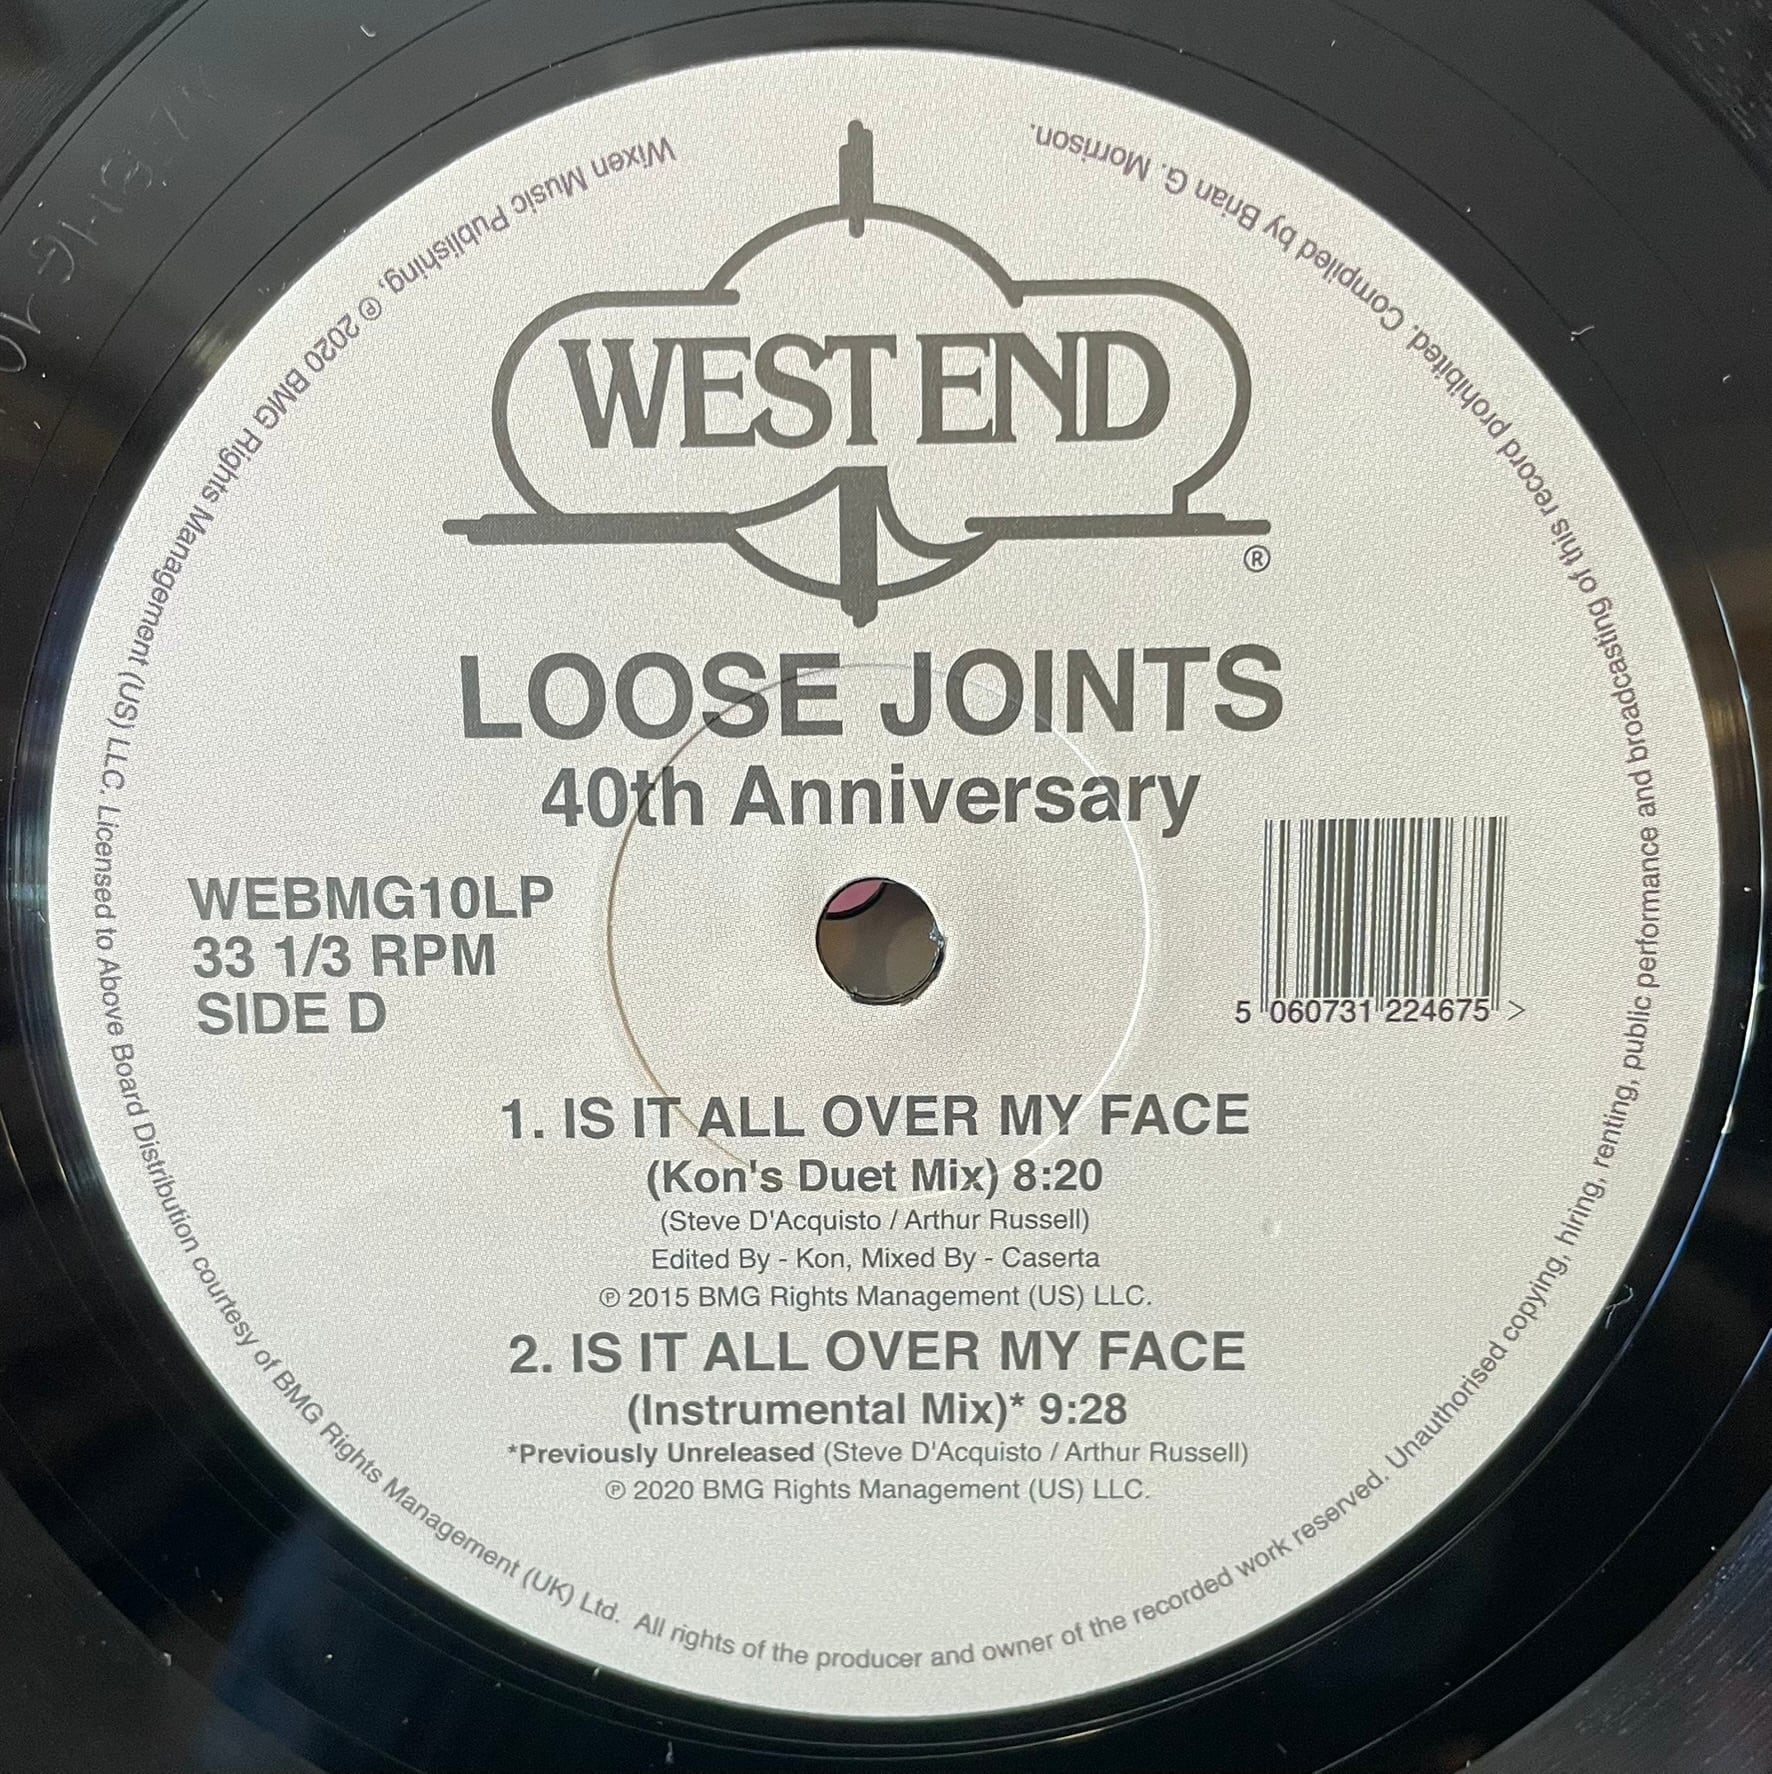 WEST END
®
LOOSE JOINTS
40th Anniversary
WEBMG10LP
33 1/3 RPM
SIDE D
5 060731 224675 >
1. IS IT ALL OVER MY FACE
(Kon's Duet Mix) 8:20
(Steve D'Acquisto / Arthur Russell)
Edited By - Kon, Mixed By - Caserta
℗ 2015 BMG Rights Management (US) LLC.
2. IS IT ALL OVER MY FACE
(Instrumental Mix)* 9:28
*Previously Unreleased (Steve D'Acquisto / Arthur Russell)
℗ 2020 BMG Rights Management (US) LLC.
Wixen Music Publishing, ℗ 2020 BMG Rights Management (US) LLC. Licensed to Above Board Distribution courtesy of BMG Rights Management (UK) Ltd. All rights of the producer and owner of the recorded work reserved. Unauthorised copying, hiring, renting, public performance and broadcasting of this record prohibited. Compiled by Brian G. Morrison.